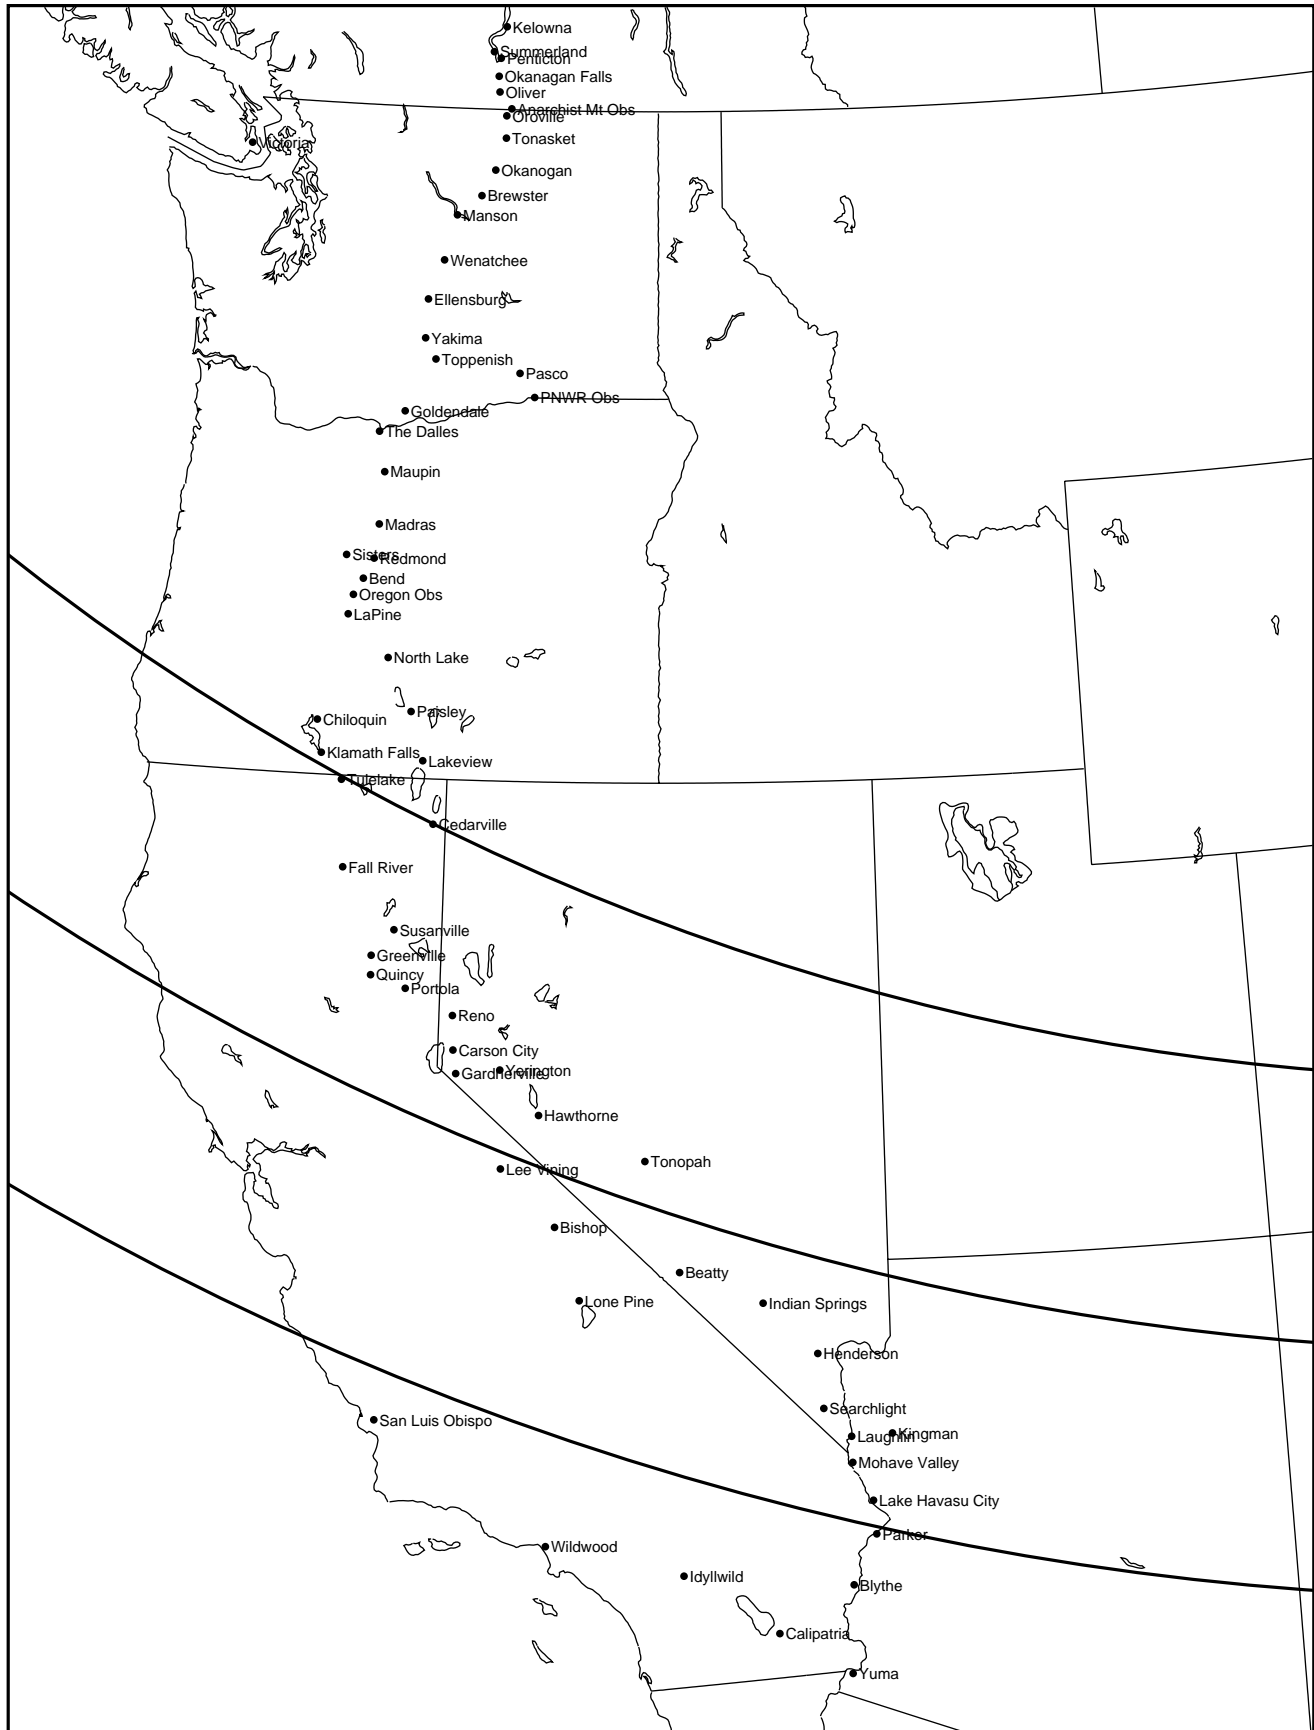 Kelowna
Summerland
Penticton
Okanagan Falls
Oliver
Anarchist Mt Obs
Oroville
Tonasket
Victoria
Okanogan
Brewster
Manson
Wenatchee
Ellensburg
Yakima
Toppenish
Pasco
PNWR Obs
Goldendale
The Dalles
Maupin
Madras
Sisters
Redmond
Bend
Oregon Obs
LaPine
North Lake
Paisley
Chiloquin
Klamath Falls
Lakeview
Tulelake
Cedarville
Fall River
Susanville
Greenville
Quincy
Portola
Reno
Carson City
Yerington
Gardnerville
Hawthorne
Tonopah
Lee Vining
Bishop
Beatty
Lone Pine
Indian Springs
Henderson
Searchlight
San Luis Obispo
Kingman
Laughlin
Mohave Valley
Lake Havasu City
Parker
Wildwood
Idyllwild
Blythe
Calipatria
Yuma